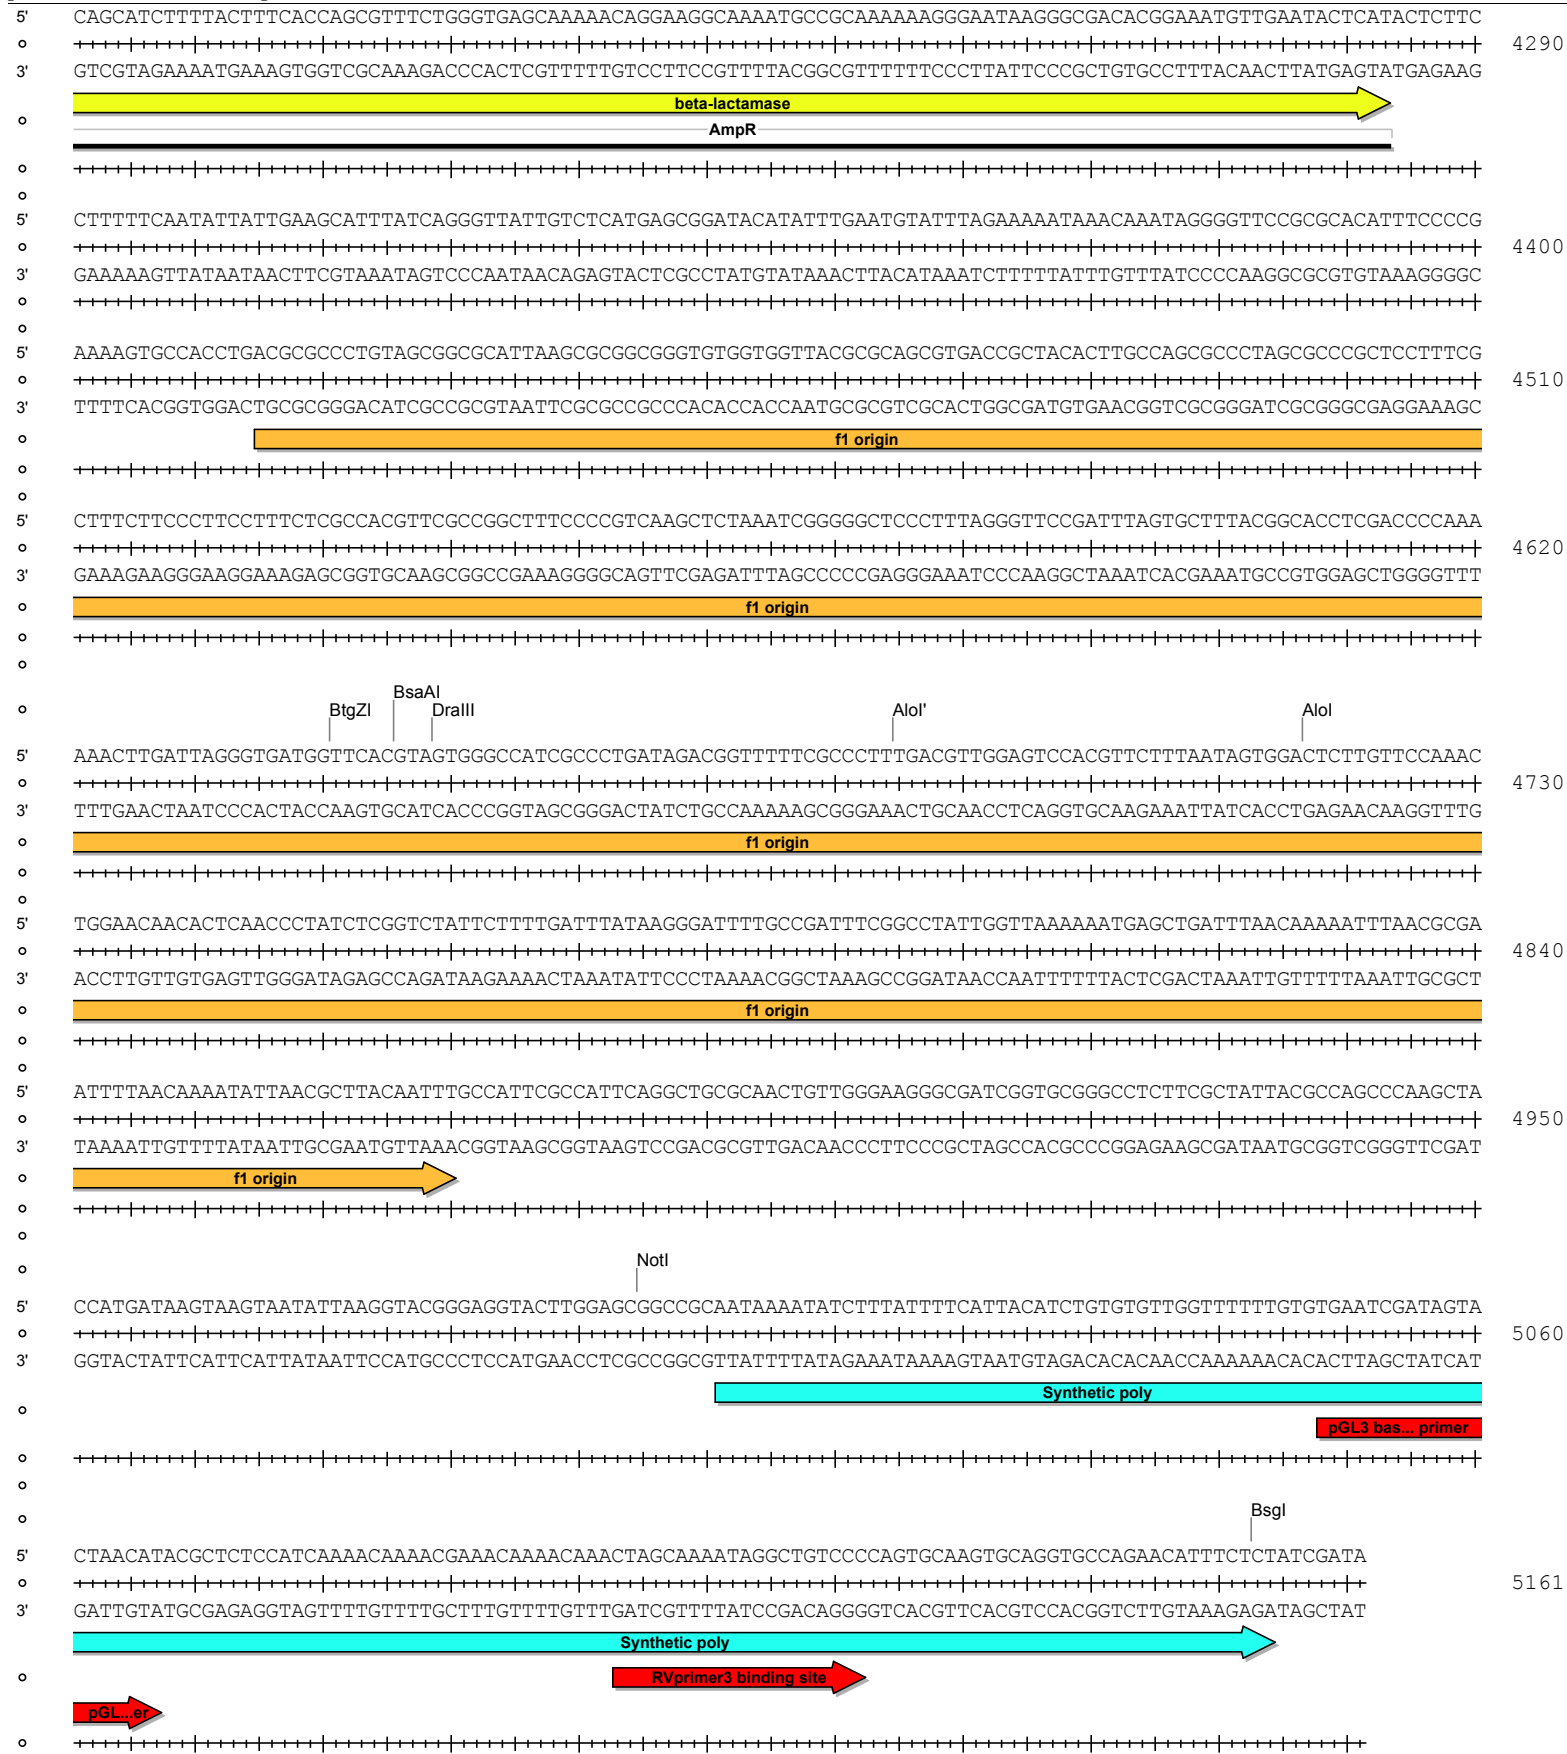 5' CAGCATCTTTTACTTTCACCAGCGTTTCTGGGTGAGCAAAAACAGGAAGGCAAAATGCCGCAAAAAAGGGAATAAGGGCGACACGGAAATGTTGAATACTCATACTCTTC
4290
3' GTCGTAGAAAATGAAAGTGGTCGCAAAGACCCACTCGTTTTTGTCCTTCCGTTTTACGGCGTTTTTTCCCTTATTCCCGCTGTGCCTTTACAACTTATGAGTATGAGAAG
beta-lactamase
AmpR
5' CTTTTTCAATATTATTGAAGCATTTATCAGGGTTATTGTCTCATGAGCGGATACATATTTGAATGTATTTAGAAAAATAAACAAATAGGGGTTCCGCGCACATTTCCCCG
4400
3' GAAAAAGTTATAATAACTTCGTAAATAGTCCCAATAACAGAGTACTCGCCTATGTATAAACTTACATAAATCTTTTTATTTGTTTATCCCCAAGGCGCGTGTAAAGGGGC
5' AAAAGTGCCACCTGACGCGCCCTGTAGCGGCGCATTAAGCGCGGCGGGTGTGGTGGTTACGCGCAGCGTGACCGCTACACTTGCCAGCGCCCTAGCGCCCGCTCCTTTCG
4510
3' TTTTCACGGTGGACTGCGCGGGACATCGCCGCGTAATTCGCGCCGCCCACACCACCAATGCGCGTCGCACTGGCGATGTGAACGGTCGCGGGATCGCGGGCGAGGAAAGC
f1 origin
5' CTTTCTTCCCTTCCTTTCTCGCCACGTTCGCCGGCTTTCCCCGTCAAGCTCTAAATCGGGGGCTCCCTTTAGGGTTCCGATTTAGTGCTTTACGGCACCTCGACCCCAAA
4620
3' GAAAGAAGGGAAGGAAAGAGCGGTGCAAGCGGCCGAAAGGGGCAGTTCGAGATTTAGCCCCCGAGGGAAATCCCAAGGCTAAATCACGAAATGCCGTGGAGCTGGGGTTT
f1 origin
BtgZI BsaAI DraIII AloI' AloI
5' AAACTTGATTAGGGTGATGGTTCACGTAGTGGGCCATCGCCCTGATAGACGGTTTTTCGCCCTTTGACGTTGGAGTCCACGTTCTTTAATAGTGGACTCTTGTTCCAAAC
4730
3' TTTGAACTAATCCCACTACCAAGTGCATCACCCGGTAGCGGGACTATCTGCCAAAAAGCGGGAAACTGCAACCTCAGGTGCAAGAAATTATCACCTGAGAACAAGGTTTG
f1 origin
5' TGGAACAACACTCAACCCTATCTCGGTCTATTCTTTTGATTTATAAGGGATTTTGCCGATTTCGGCCTATTGGTTAAAAAATGAGCTGATTTAACAAAAATTTAACGCGA
4840
3' ACCTTGTTGTGAGTTGGGATAGAGCCAGATAAGAAAACTAAATATTCCCTAAAACGGCTAAAGCCGGATAACCAATTTTTTACTCGACTAAATTGTTTTTAAATTGCGCT
f1 origin
5' ATTTTAACAAAATATTAACGCTTACAATTTGCCATTCGCCATTCAGGCTGCGCAACTGTTGGGAAGGGCGATCGGTGCGGGCCTCTTCGCTATTACGCCAGCCCAAGCTA
4950
3' TAAAATTGTTTTATAATTGCGAATGTTAAACGGTAAGCGGTAAGTCCGACGCGTTGACAACCCTTCCCGCTAGCCACGCCCGGAGAAGCGATAATGCGGTCGGGTTCGAT
f1 origin
NotI
5' CCATGATAAGTAAGTAATATTAAGGTACGGGAGGTACTTGGAGCGGCCGCAATAAAATATCTTTATTTTCATTACATCTGTGTGTTGGTTTTTTGTGTGAATCGATAGTA
5060
3' GGTACTATTCATTCATTATAATTCCATGCCCTCCATGAACCTCGCCGGCGTTATTTTATAGAAATAAAAGTAATGTAGACACACAACCAAAAAACACACTTAGCTATCAT
Synthetic poly
pGL3 bas... primer
BsgI
5' CTAACATACGCTCTCCATCAAAACAAAACGAAACAAAACAAACTAGCAAAATAGGCTGTCCCCAGTGCAAGTGCAGGTGCCAGAACATTTCTCTATCGATA
5161
3' GATTGTATGCGAGAGGTAGTTTTGTTTTGCTTTGTTTTGTTTGATCGTTTTATCCGACAGGGGTCACGTTCACGTCCACGGTCTTGTAAAGAGATAGCTAT
Synthetic poly
RVprimer3 binding site
pGL...er